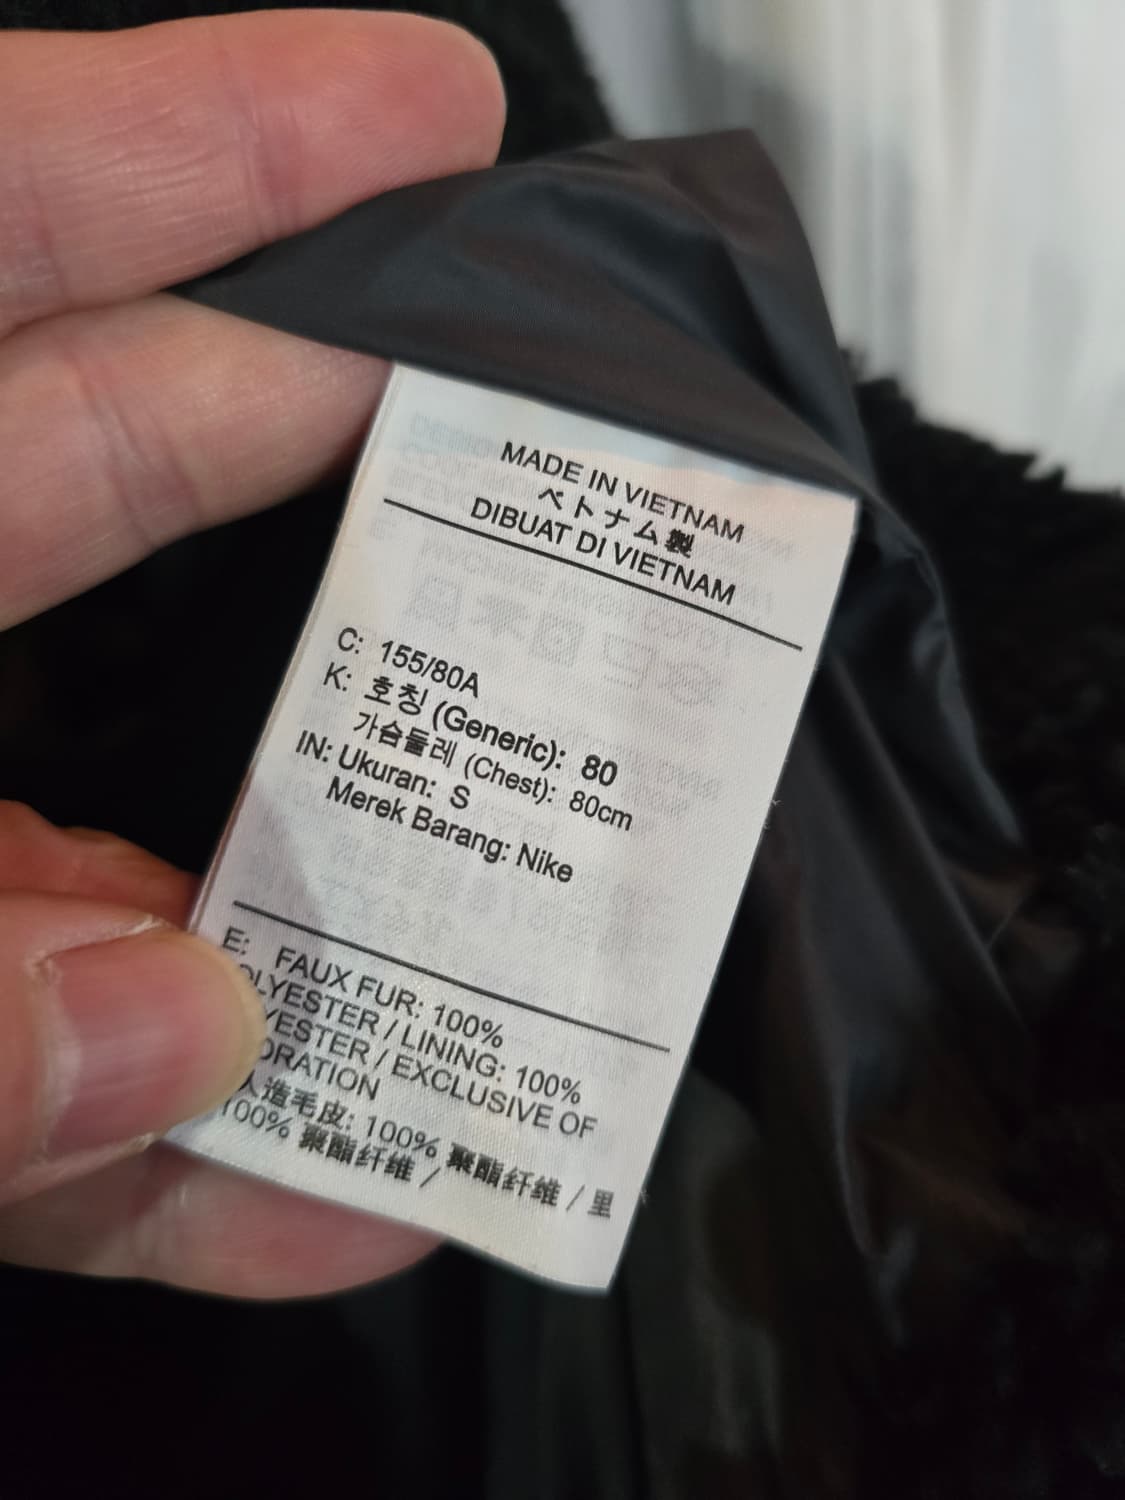 MADE IN VIETNAM
ベトナム製
DIBUAT DI VIETNAM
C: 155/80A
K: 호칭 (Generic): 80
가슴둘레 (Chest): 80cm
IN: Ukuran: S
Merek Barang: Nike
E: FAUX FUR: 100%
OLYESTER / LINING: 100%
YESTER / EXCLUSIVE OF
ORATION
人造毛皮: 100% 聚酯纤维 / 里
100% 聚酯纤维 /